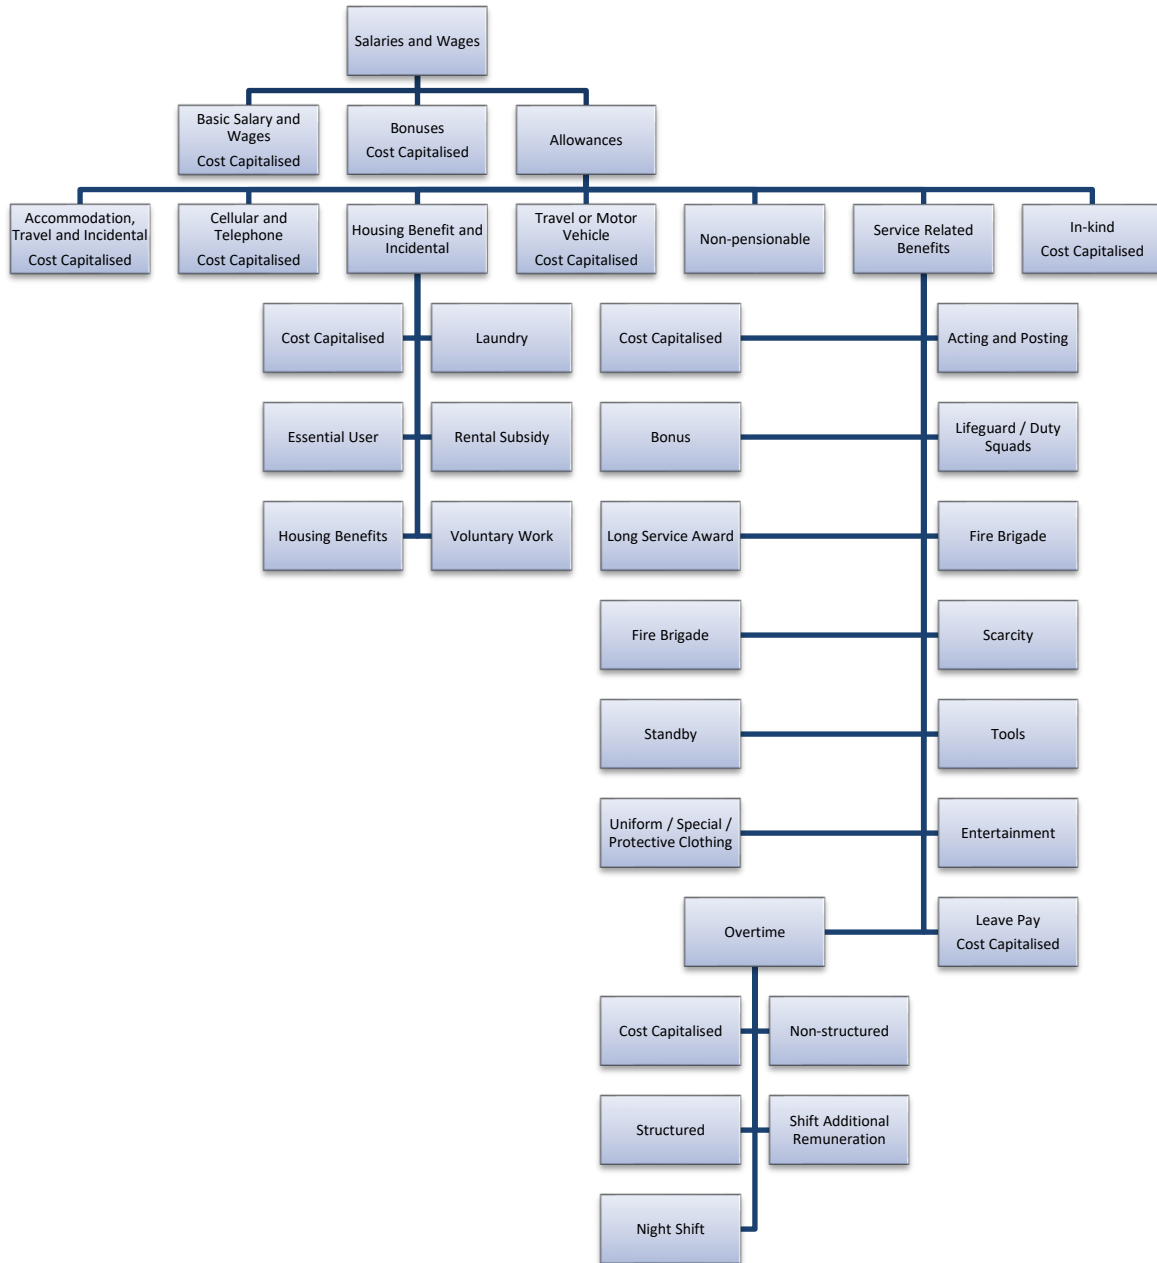 Salaries and Wages
Basic Salary and
Wages
Cost Capitalised
Bonuses
Cost Capitalised
Allowances
Accommodation,
Travel and Incidental
Cost Capitalised
Cellular and
Telephone
Cost Capitalised
Housing Benefit and
Incidental
Travel or Motor
Vehicle
Cost Capitalised
Non-pensionable
Service Related
Benefits
In-kind
Cost Capitalised
Cost Capitalised
Laundry
Essential User
Rental Subsidy
Housing Benefits
Voluntary Work
Cost Capitalised
Acting and Posting
Bonus
Lifeguard / Duty
Squads
Long Service Award
Fire Brigade
Fire Brigade
Scarcity
Standby
Tools
Uniform / Special /
Protective Clothing
Entertainment
Overtime
Leave Pay
Cost Capitalised
Cost Capitalised
Non-structured
Structured
Shift Additional
Remuneration
Night Shift